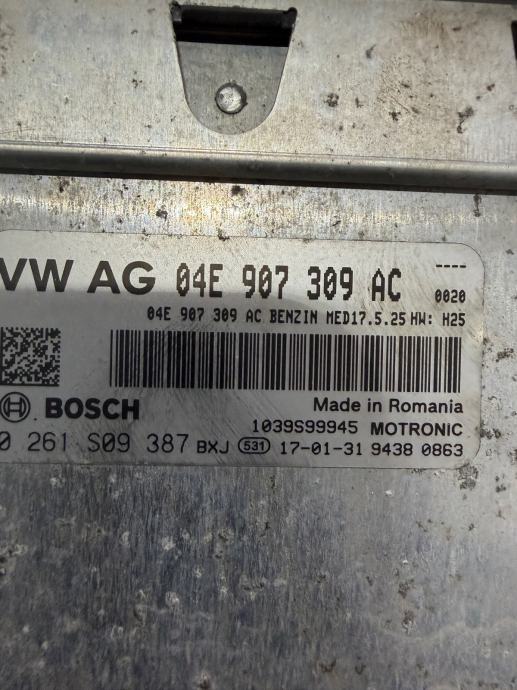 VW AG 04E 907 309 AC ----
0020
04E 907 309 AC BENZIN MED17.5.25 HW: H25
BOSCH
Made in Romania
1039S99945 MOTRONIC
0 261 S09 387 BXJ 531 17-01-31 9438 0863